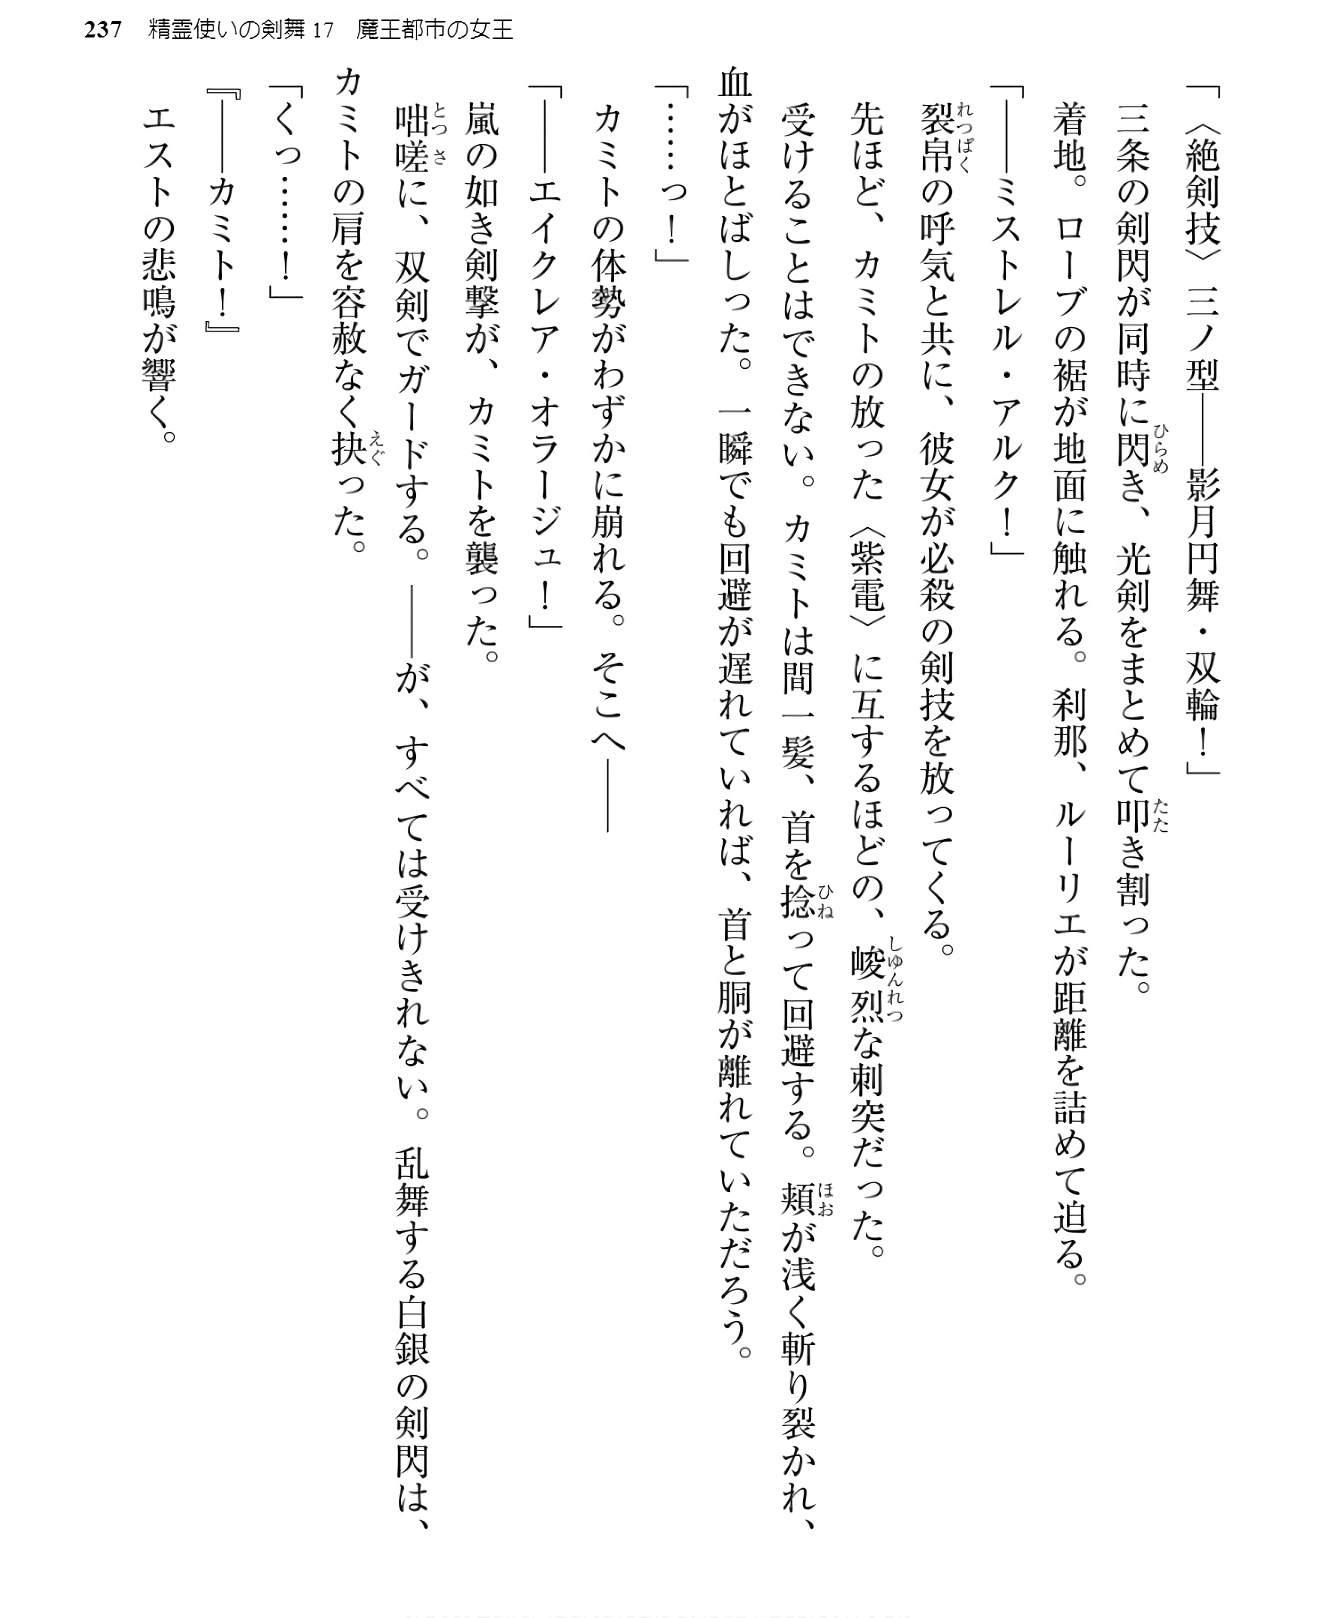 237 精霊使いの剣舞17 魔王都市の女王
「〈絶剣技〉三ノ型――影月円舞・双輪！」
三条の剣閃が同時に閃き、光剣をまとめて叩き割った。
着地。ローブの裾が地面に触れる。刹那、ルーリエが距離を詰めて迫る。
「――ミストレル・アルク！」
裂帛の呼気と共に、彼女が必殺の剣技を放ってくる。
先ほど、カミトの放った〈紫電〉に互するほどの、峻烈な刺突だった。
受けることはできない。カミトは間一髪、首を捻って回避する。頬が浅く斬り裂かれ、
血がほとばしった。一瞬でも回避が遅れていれば、首と胴が離れていただろう。
「……っ！」
カミトの体勢がわずかに崩れる。そこへ――
「――エイクレア・オラージュ！」
嵐の如き剣撃が、カミトを襲った。
咄嗟に、双剣でガードする。――が、すべては受けきれない。乱舞する白銀の剣閃は、
カミトの肩を容赦なく抉った。
「くっ……！」
『――カミト！』
エストの悲鳴が響く。